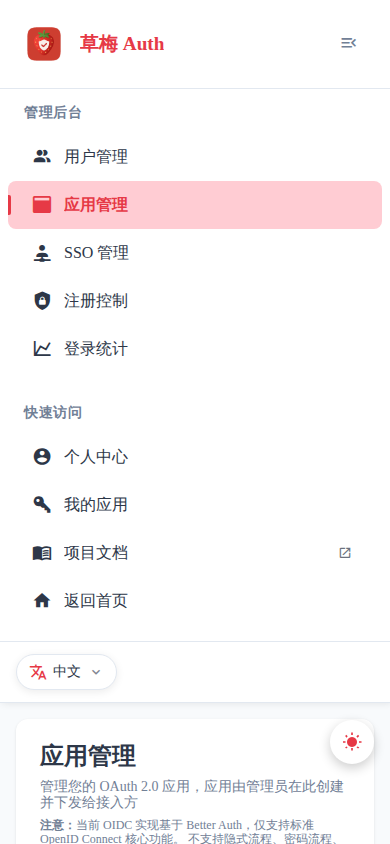 草梅 Auth
管理后台
用户管理
应用管理
SSO 管理
注册控制
登录统计
快速访问
个人中心
我的应用
项目文档
返回首页
中文
应用管理
管理您的 OAuth 2.0 应用，应用由管理员在此创建
并下发给接入方
注意：当前 OIDC 实现基于 Better Auth，仅支持标准
OpenID Connect 核心功能。 不支持隐式流程、密码流程、